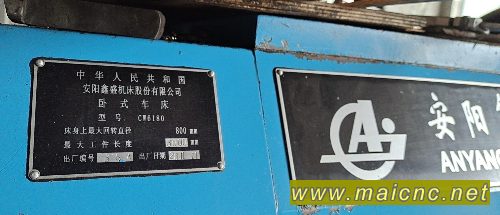 中华人民共和国
安阳鑫盛机床股份有限公司
卧式车床
型号: CW6180
床身上最大回转直径 800 mm
最大工件长度 mm
出厂编号 出厂日期
安阳
ANYANG
www.maicnc.net